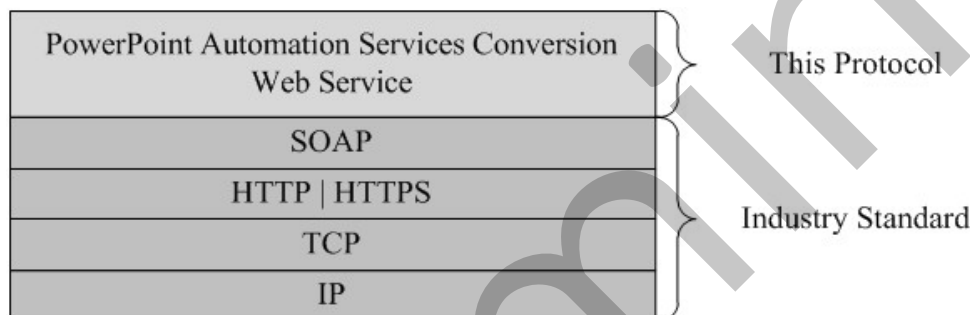 PowerPoint Automation Services Conversion
Web Service
This Protocol
SOAP
HTTP | HTTPS
TCP
IP
Industry Standard